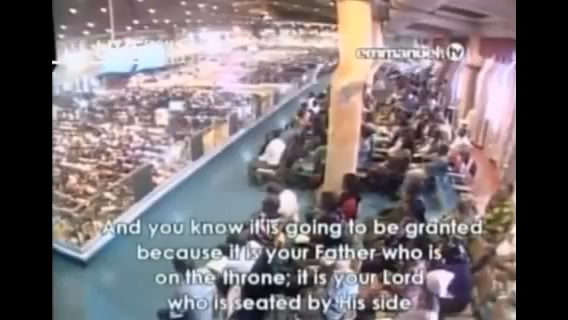 emmanuel.tv
And you know it is going to be granted
because it is your Father who is
on the throne; it is your Lord
who is seated by His side